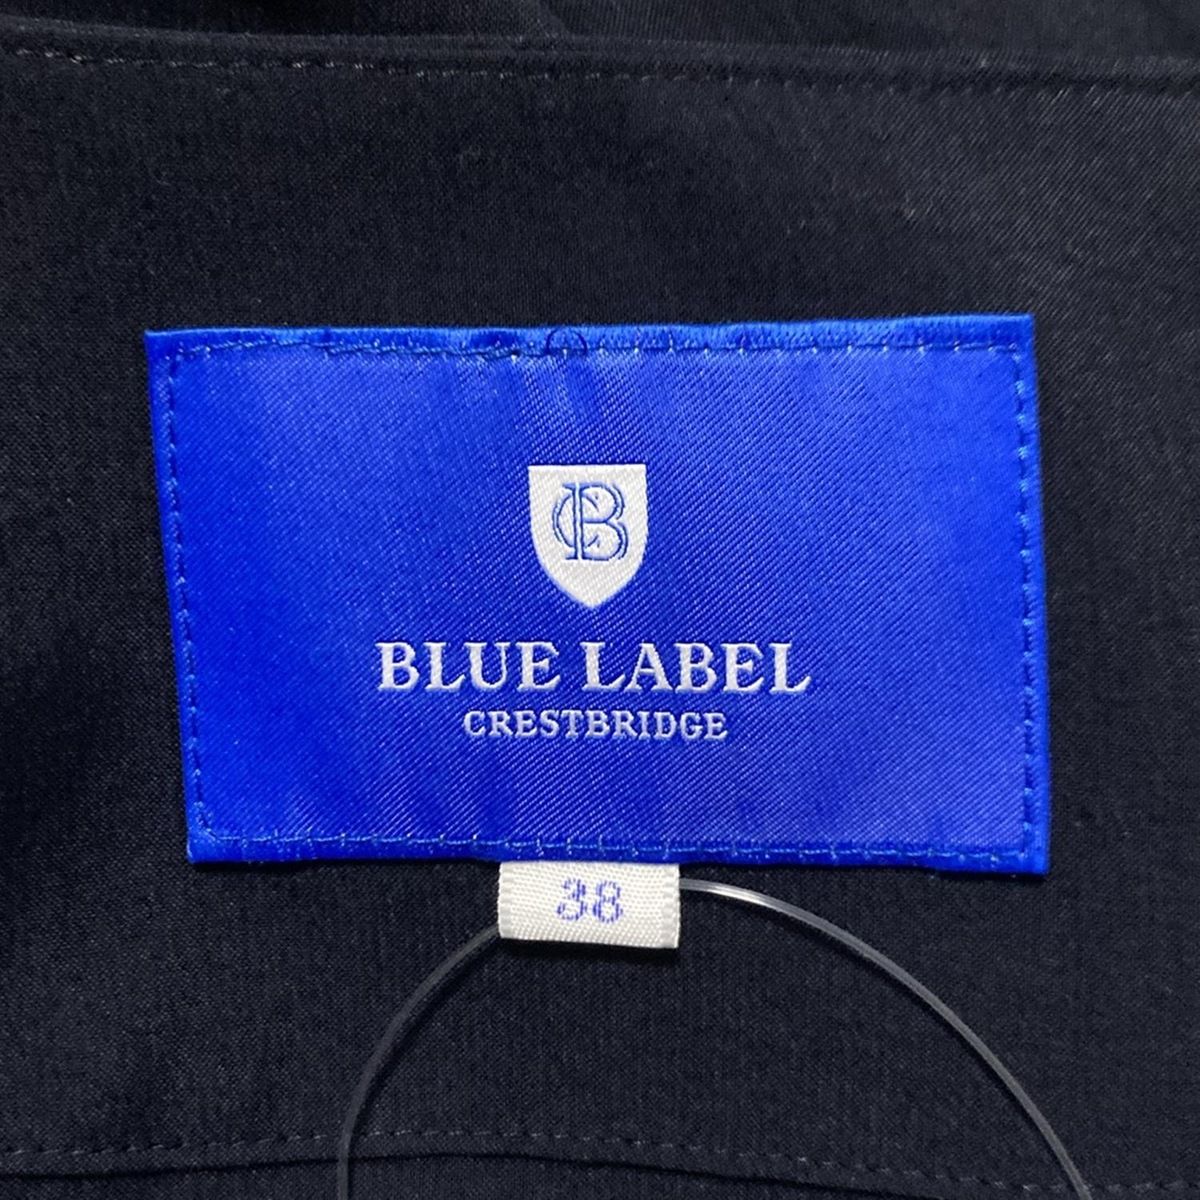 CB
BLUE LABEL
CRESTBRIDGE
38